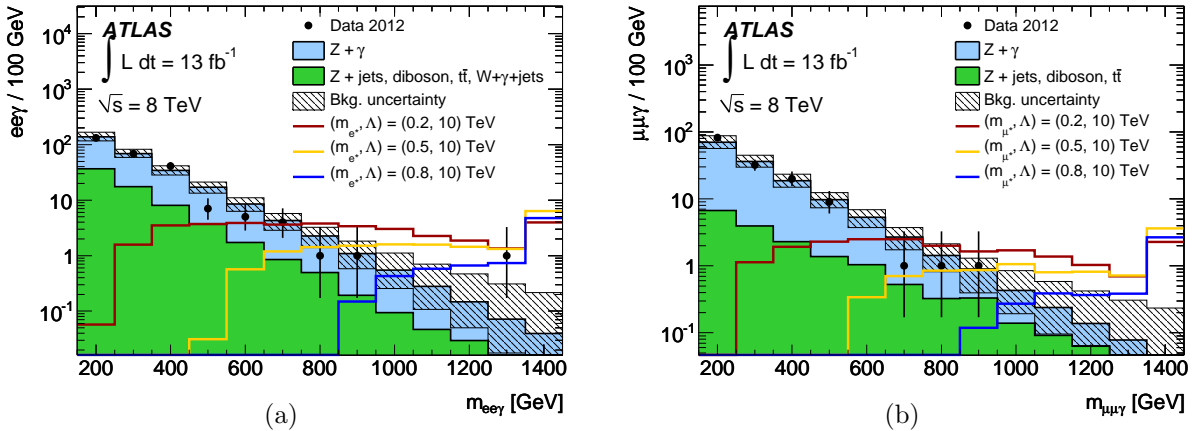 ATLAS
∫ L dt = 13 fb⁻¹
√s = 8 TeV
Data 2012
Z + γ
Z + jets, diboson, tt̄, W+γ+jets
Bkg. uncertainty
(m_e*, Λ) = (0.2, 10) TeV
(m_e*, Λ) = (0.5, 10) TeV
(m_e*, Λ) = (0.8, 10) TeV
eeγ / 100 GeV
10⁴
10³
10²
10
1
10⁻¹
200 400 600 800 1000 1200 1400
m_eeγ [GeV]
(a)
ATLAS
∫ L dt = 13 fb⁻¹
√s = 8 TeV
Data 2012
Z + γ
Z + jets, diboson, tt̄
Bkg. uncertainty
(m_μ*, Λ) = (0.2, 10) TeV
(m_μ*, Λ) = (0.5, 10) TeV
(m_μ*, Λ) = (0.8, 10) TeV
μμγ / 100 GeV
10³
10²
10
1
10⁻¹
200 400 600 800 1000 1200 1400
m_μμγ [GeV]
(b)